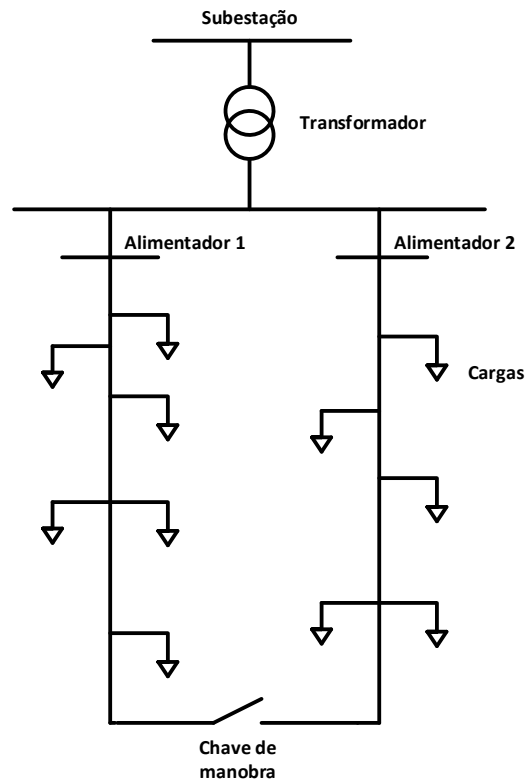 Subestação
Transformador
Alimentador 1
Alimentador 2
Cargas
Chave de
manobra